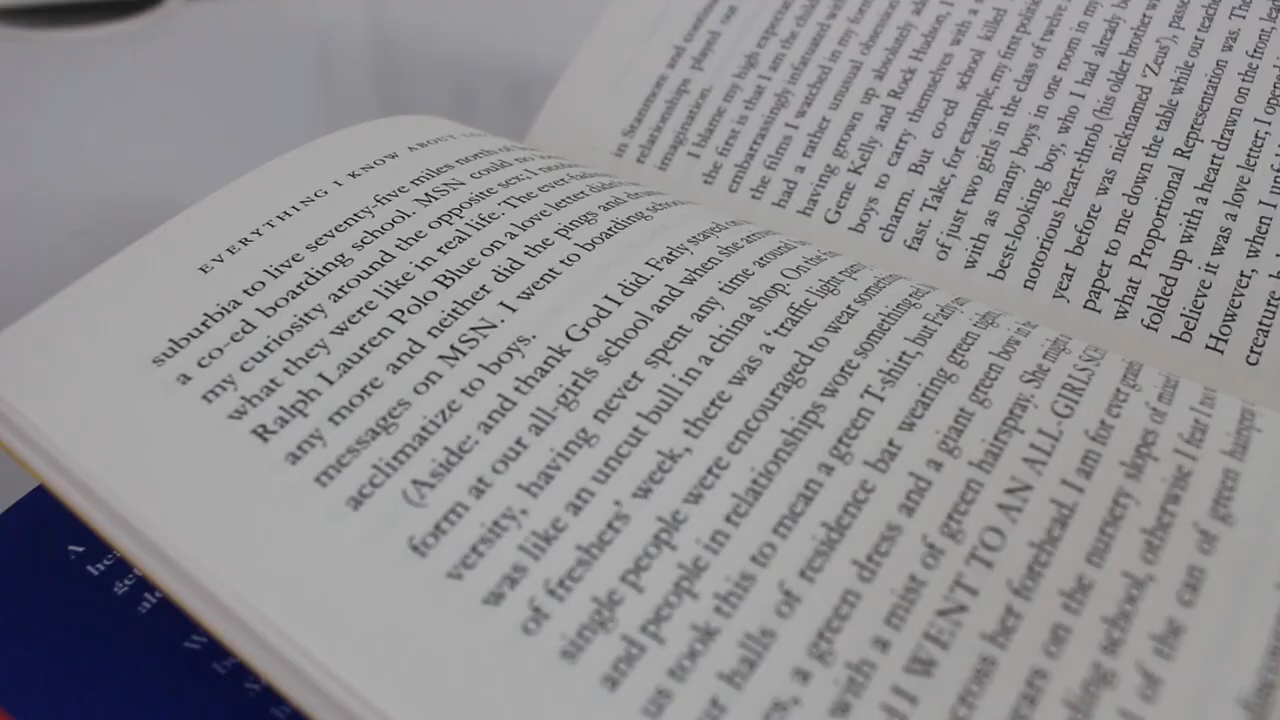 EVERYTHING I KNOW ABOUT
suburbia to live seventy-five miles north of
a co-ed boarding school. MSN could no
my curiosity around the opposite sex; I
what they were like in real life. The ever
Ralph Lauren Polo Blue on a love letter
any more and neither did the pings and
messages on MSN. I went to boarding school
acclimatize to boys.
(Aside: and thank God I did. Farly stayed on
form at our all-girls school and when she
versity, having never spent any time around
was like an uncut bull in a china shop. On the
of freshers' week, there was a 'traffic light party'
single people were encouraged to wear something
and people in relationships wore something
us took this to mean a green T-shirt, but Farly
halls of residence bar wearing green tights,
a green dress and a giant green bow in
with a mist of green hairspray. She might
I WENT TO AN ALL-GIRLS
her forehead. I am for ever
on the nursery slopes of
school, otherwise I fear I
of the can of green
in Stanmore and
relationships played out
imagination.
I blame my high
the first is that I am the child
embarrassingly infatuated
the films I watched in my
had a rather unusual obsession
having grown up absolutely
Gene Kelly and Rock Hudson, I
boys to carry themselves with a
charm. But co-ed school killed
fast. Take, for example, my first
of just two girls in the class of twelve
with as many boys in one room in my
best-looking boy, who I had already
notorious heart-throb (his older brother
year before was nicknamed 'Zeus'),
paper to me down the table while our
what Proportional Representation was. The
folded up with a heart drawn on the front,
believe it was a love letter; I
However, when I
creature
A